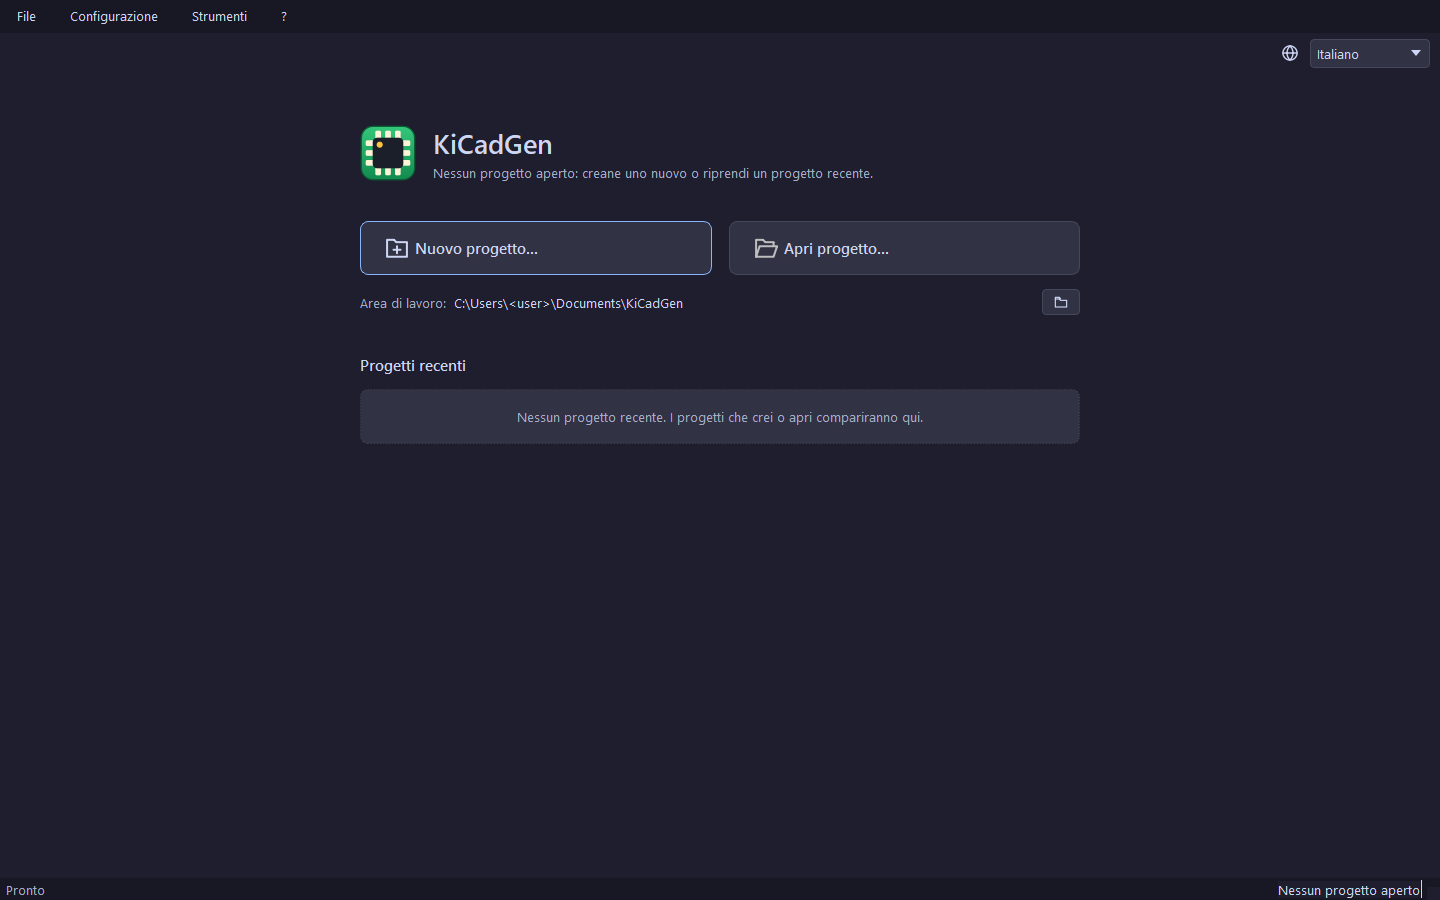 File Configurazione Strumenti ?
Italiano
KiCadGen
Nessun progetto aperto: creane uno nuovo o riprendi un progetto recente.
Nuovo progetto... Apri progetto...
Area di lavoro: C:\Users\<user>\Documents\KiCadGen
Progetti recenti
Nessun progetto recente. I progetti che crei o apri compariranno qui.
Pronto Nessun progetto aperto